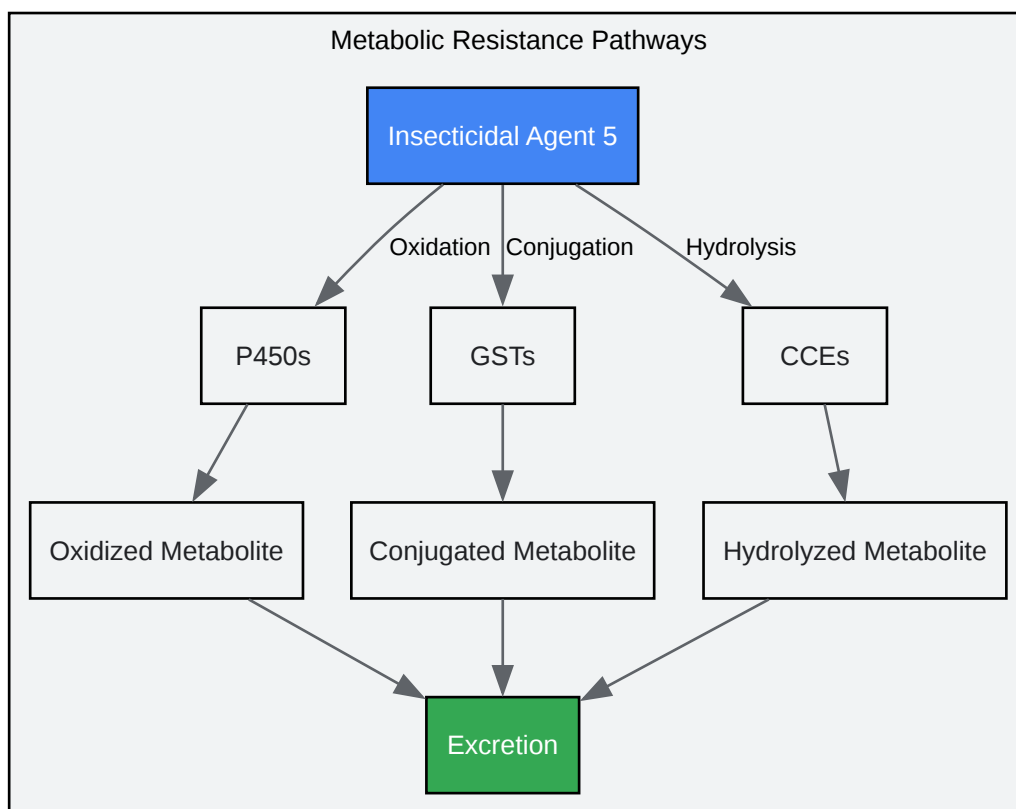 Metabolic Resistance Pathways
Insecticidal Agent 5
Oxidation
Conjugation
Hydrolysis
P450s
GSTs
CCEs
Oxidized Metabolite
Conjugated Metabolite
Hydrolyzed Metabolite
Excretion